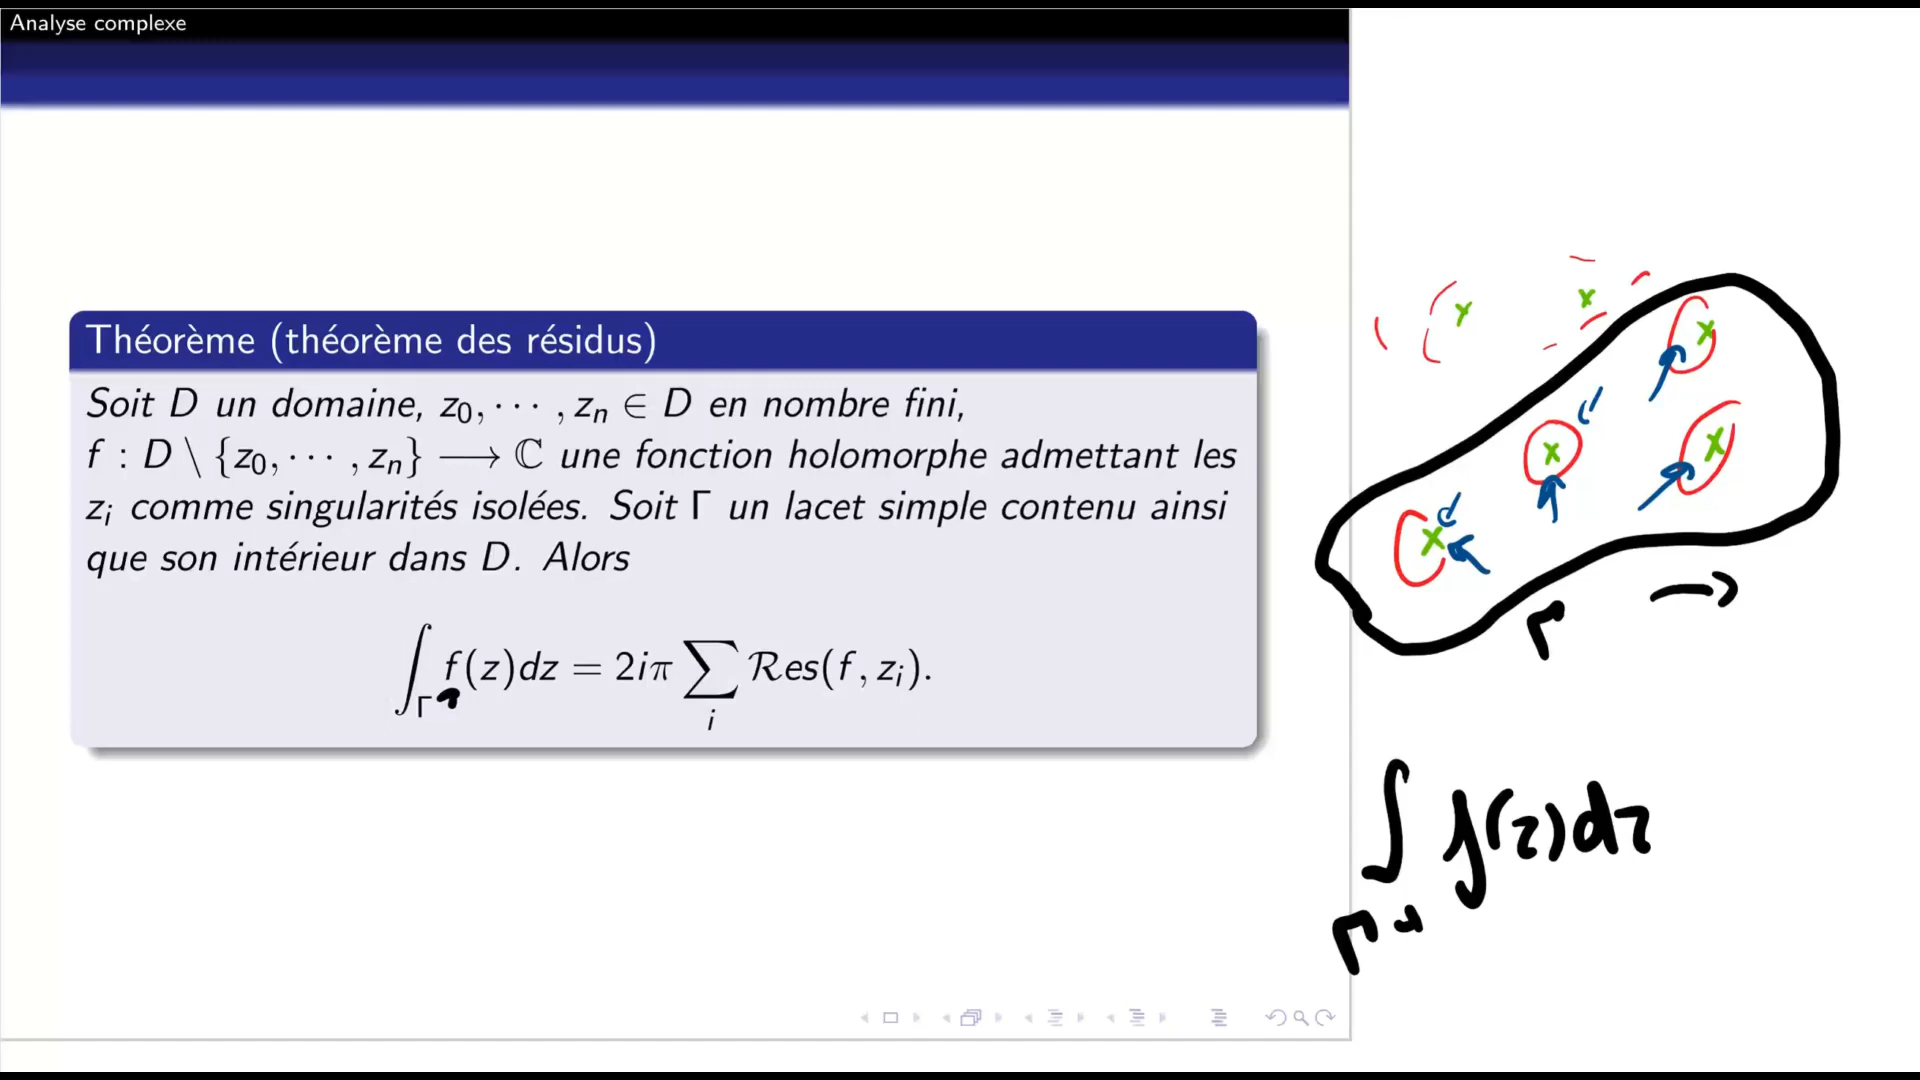 Analyse complexe
Théorème (théorème des résidus)
Soit D un domaine, z₀, ⋯ , zₙ ∈ D en nombre fini,
f : D \ {z₀, ⋯ , zₙ} ⟶ ℂ une fonction holomorphe admettant les
zᵢ comme singularités isolées. Soit Γ un lacet simple contenu ainsi
que son intérieur dans D. Alors
∫_Γ f(z)dz = 2iπ ∑_i Res(f, zᵢ).
Γ
∫_Γ+ f(z)dz